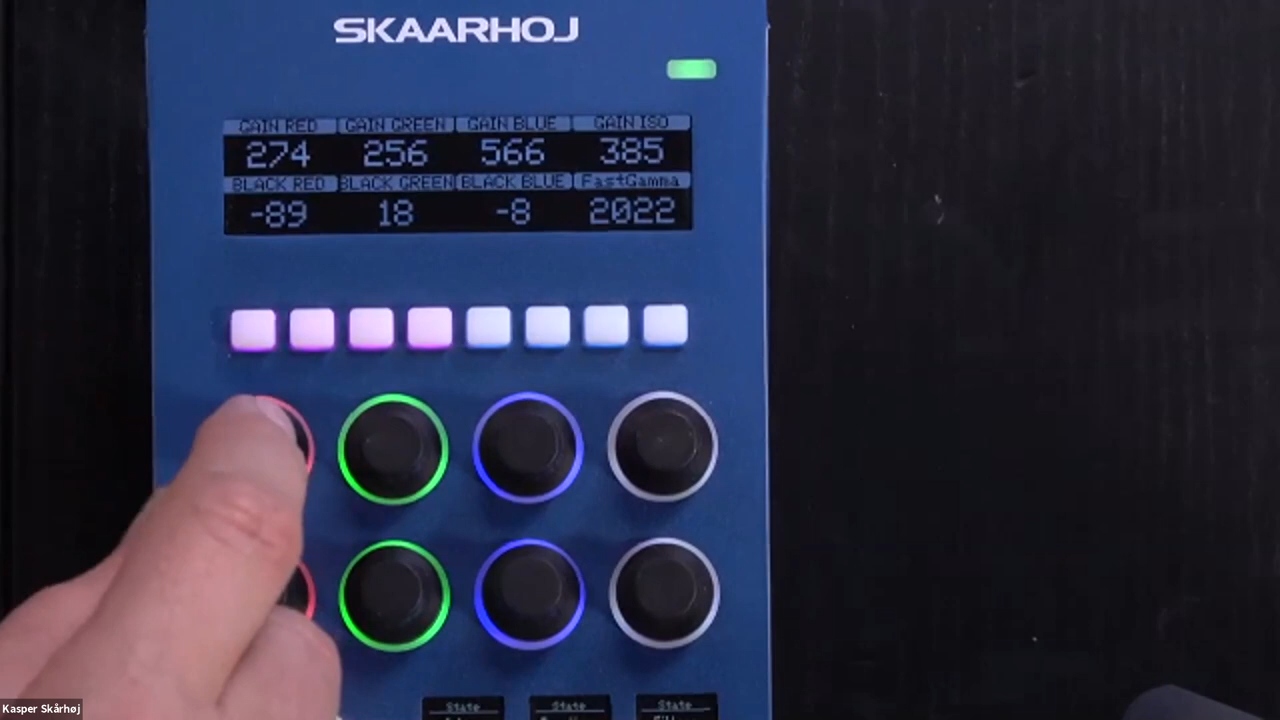 SKAARHOJ
GAIN RED GAIN GREEN GAIN BLUE GAIN ISO
274 256 566 385
BLACK RED BLACK GREEN BLACK BLUE FastGamma
-89 18 -8 2022
State State State
Kasper Skårhøj